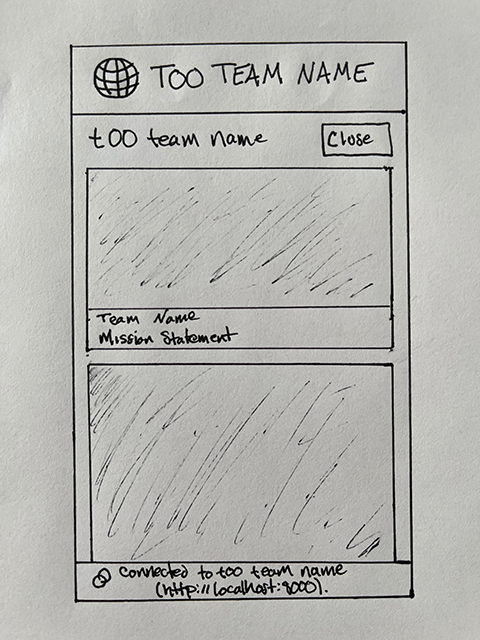 TOO TEAM NAME
tOO team name
Close
Team Name
Mission Statement
Connected to too team name
(http://localhost:8000).